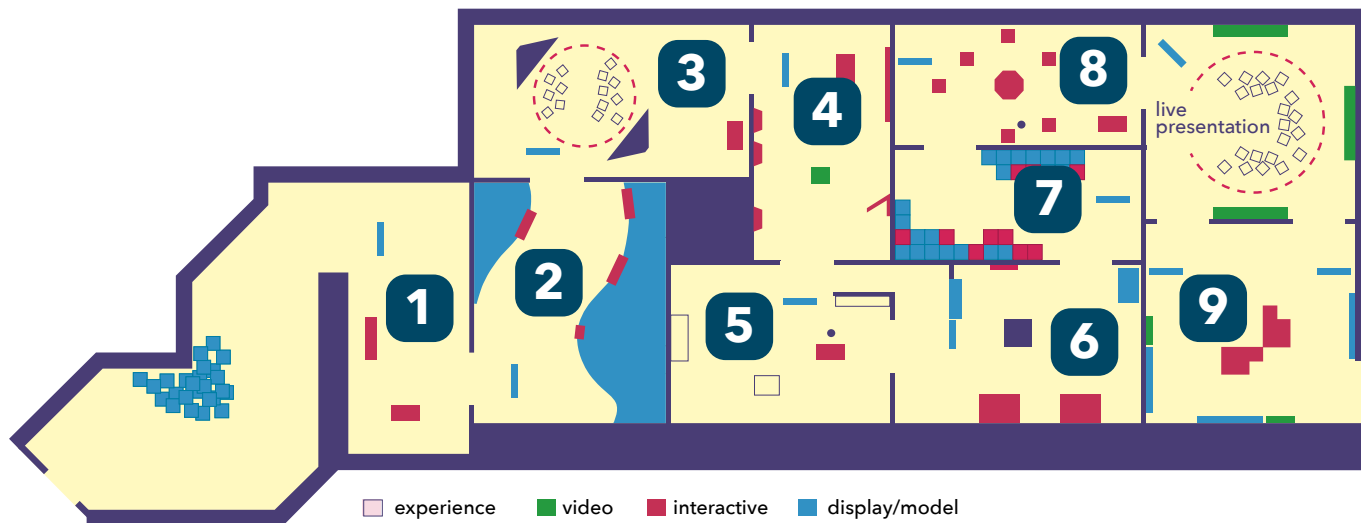 3
8
4
live
presentation
7
2
1
5
9
6
experience
video
interactive
display/model